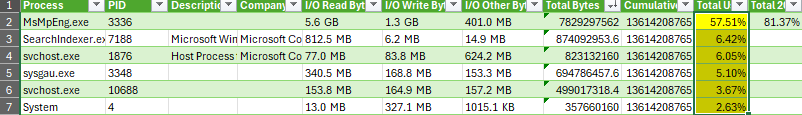 1 Process PID Descripti Company I/O Read Byt I/O Write Byt I/O Other Byt Total Bytes Cumulative Total U Total 20
2 MsMpEng.exe 3336 5.6 GB 1.3 GB 401.0 MB 7829297562 13614208765 57.51% 81.37%
3 SearchIndexer.ex 7188 Microsoft Win Microsoft Co 812.5 MB 6.2 MB 14.9 MB 874092953.6 13614208765 6.42%
4 svchost.exe 1876 Host Process Microsoft Co 77.0 MB 83.8 MB 624.2 MB 823132160 13614208765 6.05%
5 sysgau.exe 3348 340.5 MB 168.8 MB 153.3 MB 694786457.6 13614208765 5.10%
6 svchost.exe 10688 153.8 MB 164.9 MB 157.2 MB 499017318.4 13614208765 3.67%
7 System 4 13.0 MB 327.1 MB 1015.1 KB 357660160 13614208765 2.63%